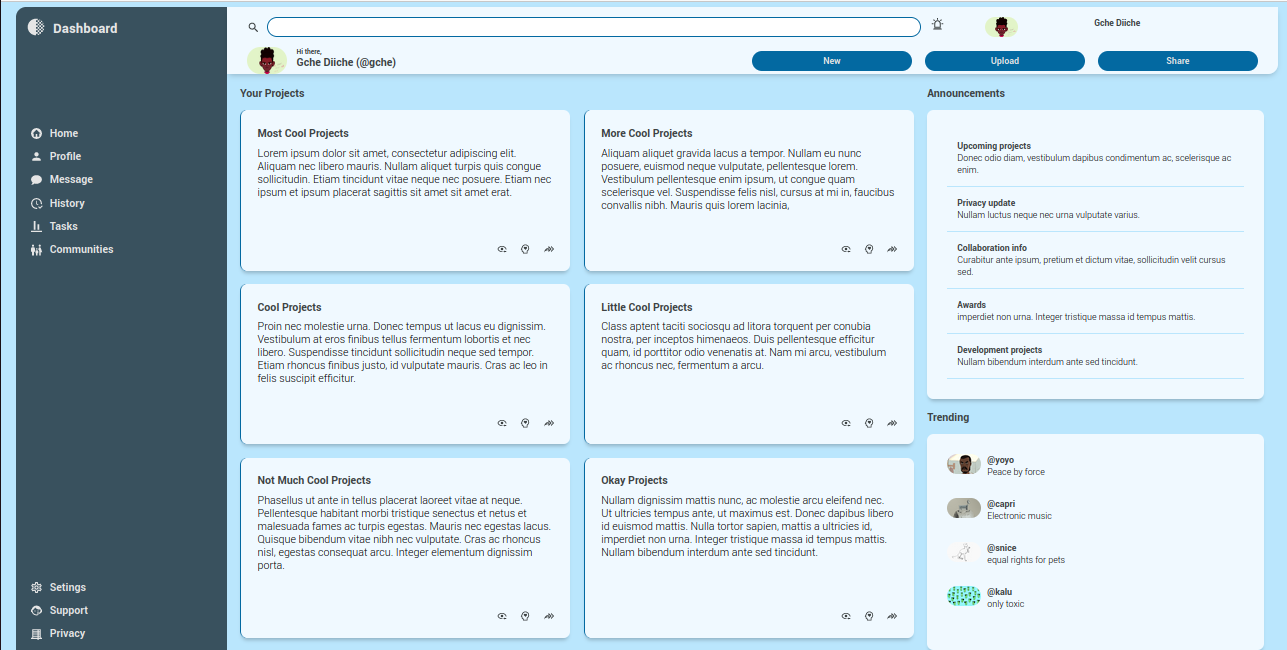 Dashboard
Home
Profile
Message
History
Tasks
Communities
Setings
Support
Privacy
Gche Diiche
Hi there,
Gche Diiche (@gche)
New
Upload
Share
Your Projects
Most Cool Projects
Lorem ipsum dolor sit amet, consectetur adipiscing elit.
Aliquam nec libero mauris. Nullam aliquet turpis quis congue
sollicitudin. Etiam tincidunt vitae neque nec posuere. Etiam nec
ipsum et ipsum placerat sagittis sit amet sit amet erat.
More Cool Projects
Aliquam aliquet gravida lacus a tempor. Nullam eu nunc
posuere, euismod neque vulputate, pellentesque lorem.
Vestibulum pellentesque enim ipsum, ut congue quam
scelerisque vel. Suspendisse felis nisl, cursus at mi in, faucibus
convallis nibh. Mauris quis lorem lacinia,
Cool Projects
Proin nec molestie urna. Donec tempus ut lacus eu dignissim.
Vestibulum at eros finibus tellus fermentum lobortis et nec
libero. Suspendisse tincidunt sollicitudin neque sed tempor.
Etiam rhoncus finibus justo, id vulputate mauris. Cras ac leo in
felis suscipit efficitur.
Little Cool Projects
Class aptent taciti sociosqu ad litora torquent per conubia
nostra, per inceptos himenaeos. Duis pellentesque efficitur
quam, id porttitor odio venenatis at. Nam mi arcu, vestibulum
ac rhoncus nec, fermentum a arcu.
Not Much Cool Projects
Phasellus ut ante in tellus placerat laoreet vitae at neque.
Pellentesque habitant morbi tristique senectus et netus et
malesuada fames ac turpis egestas. Mauris nec egestas lacus.
Quisque bibendum vitae nibh nec vulputate. Cras ac rhoncus
nisl, egestas consequat arcu. Integer elementum dignissim
porta.
Okay Projects
Nullam dignissim mattis nunc, ac molestie arcu eleifend nec.
Ut ultricies tempus ante, ut maximus est. Donec dapibus libero
id euismod mattis. Nulla tortor sapien, mattis a ultricies id,
imperdiet non urna. Integer tristique massa id tempus mattis.
Nullam bibendum interdum ante sed tincidunt.
Announcements
Upcoming projects
Donec odio diam, vestibulum dapibus condimentum ac, scelerisque ac
enim.
Privacy update
Nullam luctus neque nec urna vulputate varius.
Collaboration info
Curabitur ante ipsum, pretium et dictum vitae, sollicitudin velit cursus
sed.
Awards
imperdiet non urna. Integer tristique massa id tempus mattis.
Development projects
Nullam bibendum interdum ante sed tincidunt.
Trending
@yoyo
Peace by force
@capri
Electronic music
@snice
equal rights for pets
@kalu
only toxic